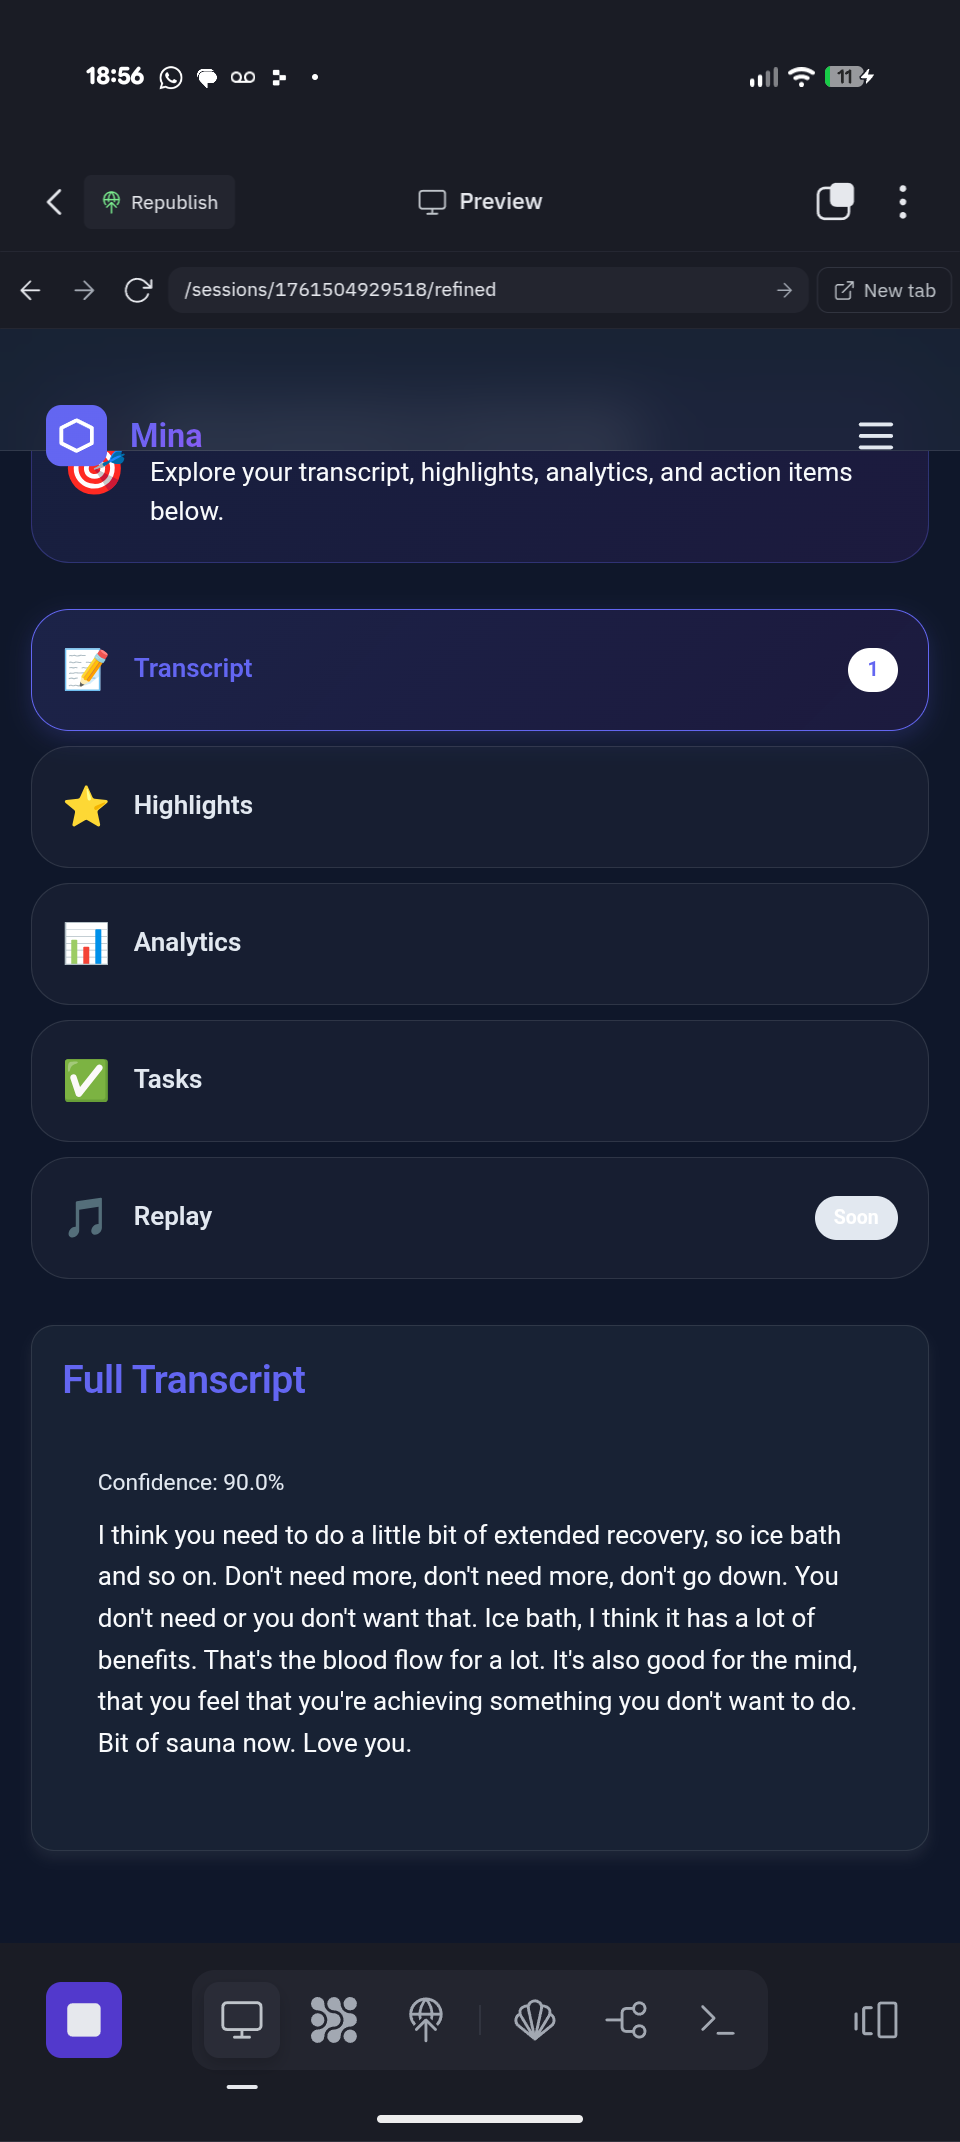 18:56
11
Republish
Preview
/sessions/1761504929518/refined
New tab
Mina
Explore your transcript, highlights, analytics, and action items
below.
Transcript
1
Highlights
Analytics
Tasks
Replay
Soon
Full Transcript
Confidence: 90.0%
I think you need to do a little bit of extended recovery, so ice bath
and so on. Don't need more, don't need more, don't go down. You
don't need or you don't want that. Ice bath, I think it has a lot of
benefits. That's the blood flow for a lot. It's also good for the mind,
that you feel that you're achieving something you don't want to do.
Bit of sauna now. Love you.